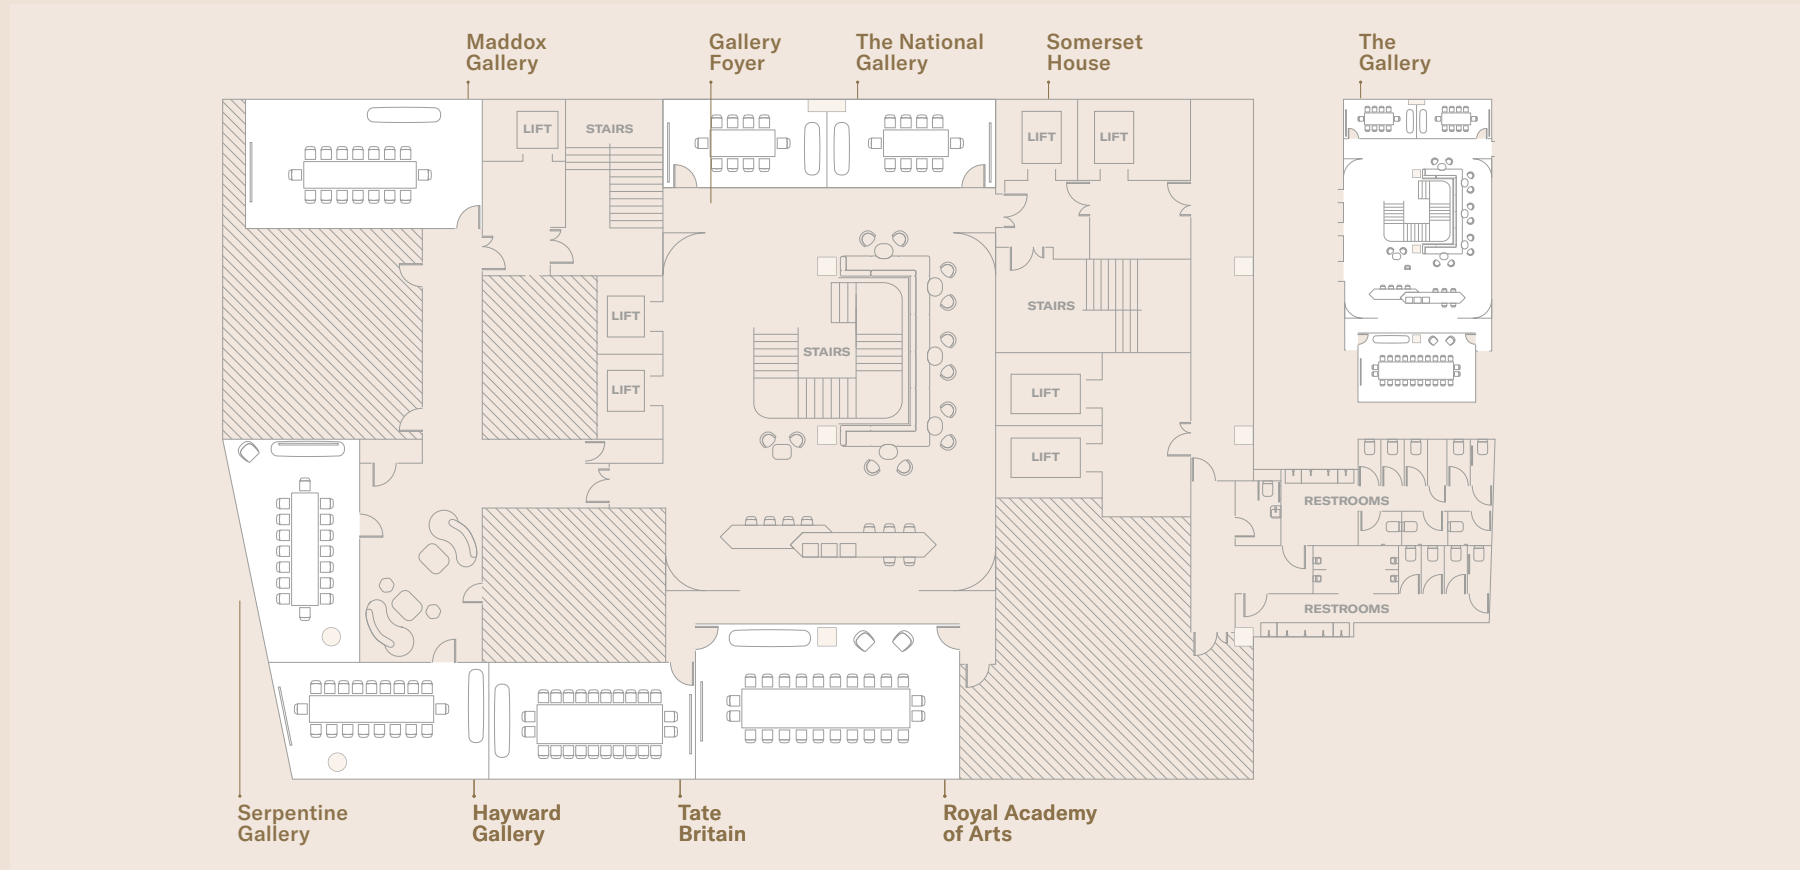 Maddox
Gallery
Gallery
Foyer
The National
Gallery
Somerset
House
The
Gallery
LIFT
STAIRS
LIFT
LIFT
STAIRS
LIFT
STAIRS
LIFT
LIFT
LIFT
RESTROOMS
RESTROOMS
Serpentine
Gallery
Hayward
Gallery
Tate
Britain
Royal Academy
of Arts